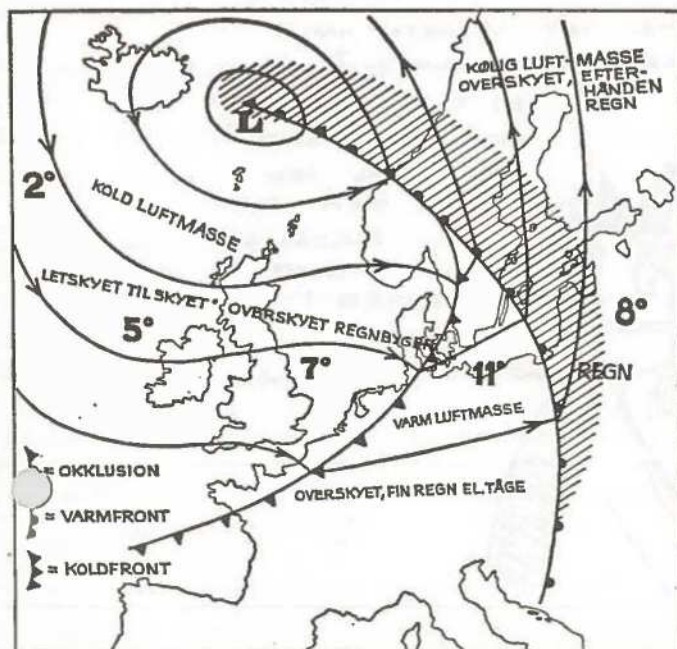 KØLIG LUFT-MASSE
OVERSKYET, EFTER-
HÅNDEN
REGN
L
2°
KOLD LUFTMASSE
LETSKYET TIL SKYET • OVERSKYET REGNBYGER
5°
7°
11°
8°
REGN
VARM LUFTMASSE
OVERSKYET, FIN REGN EL. TÅGE
= OKKLUSION
= VARMFRONT
= KOLDFRONT